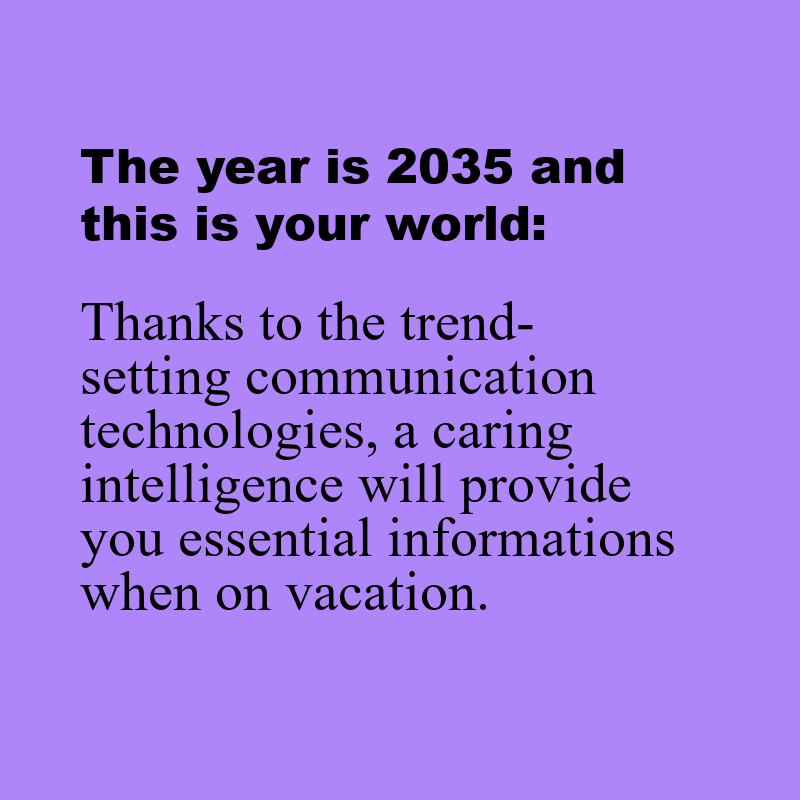 The year is 2035 and
this is your world:
Thanks to the trend-
setting communication
technologies, a caring
intelligence will provide
you essential informations
when on vacation.